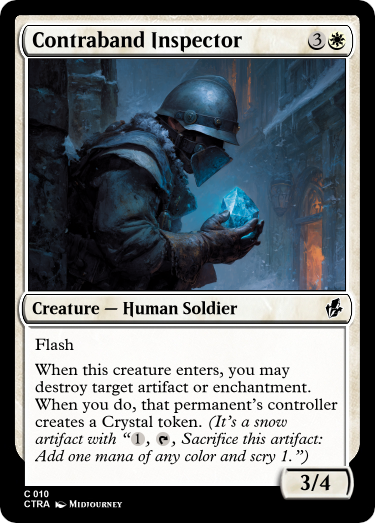 Contraband Inspector 3
Creature — Human Soldier
Flash
When this creature enters, you may
destroy target artifact or enchantment.
When you do, that permanent's controller
creates a Crystal token. (It's a snow
artifact with “1, , Sacrifice this artifact:
Add one mana of any color and scry 1.”)
3/4
C 010
CTRA Midjourney